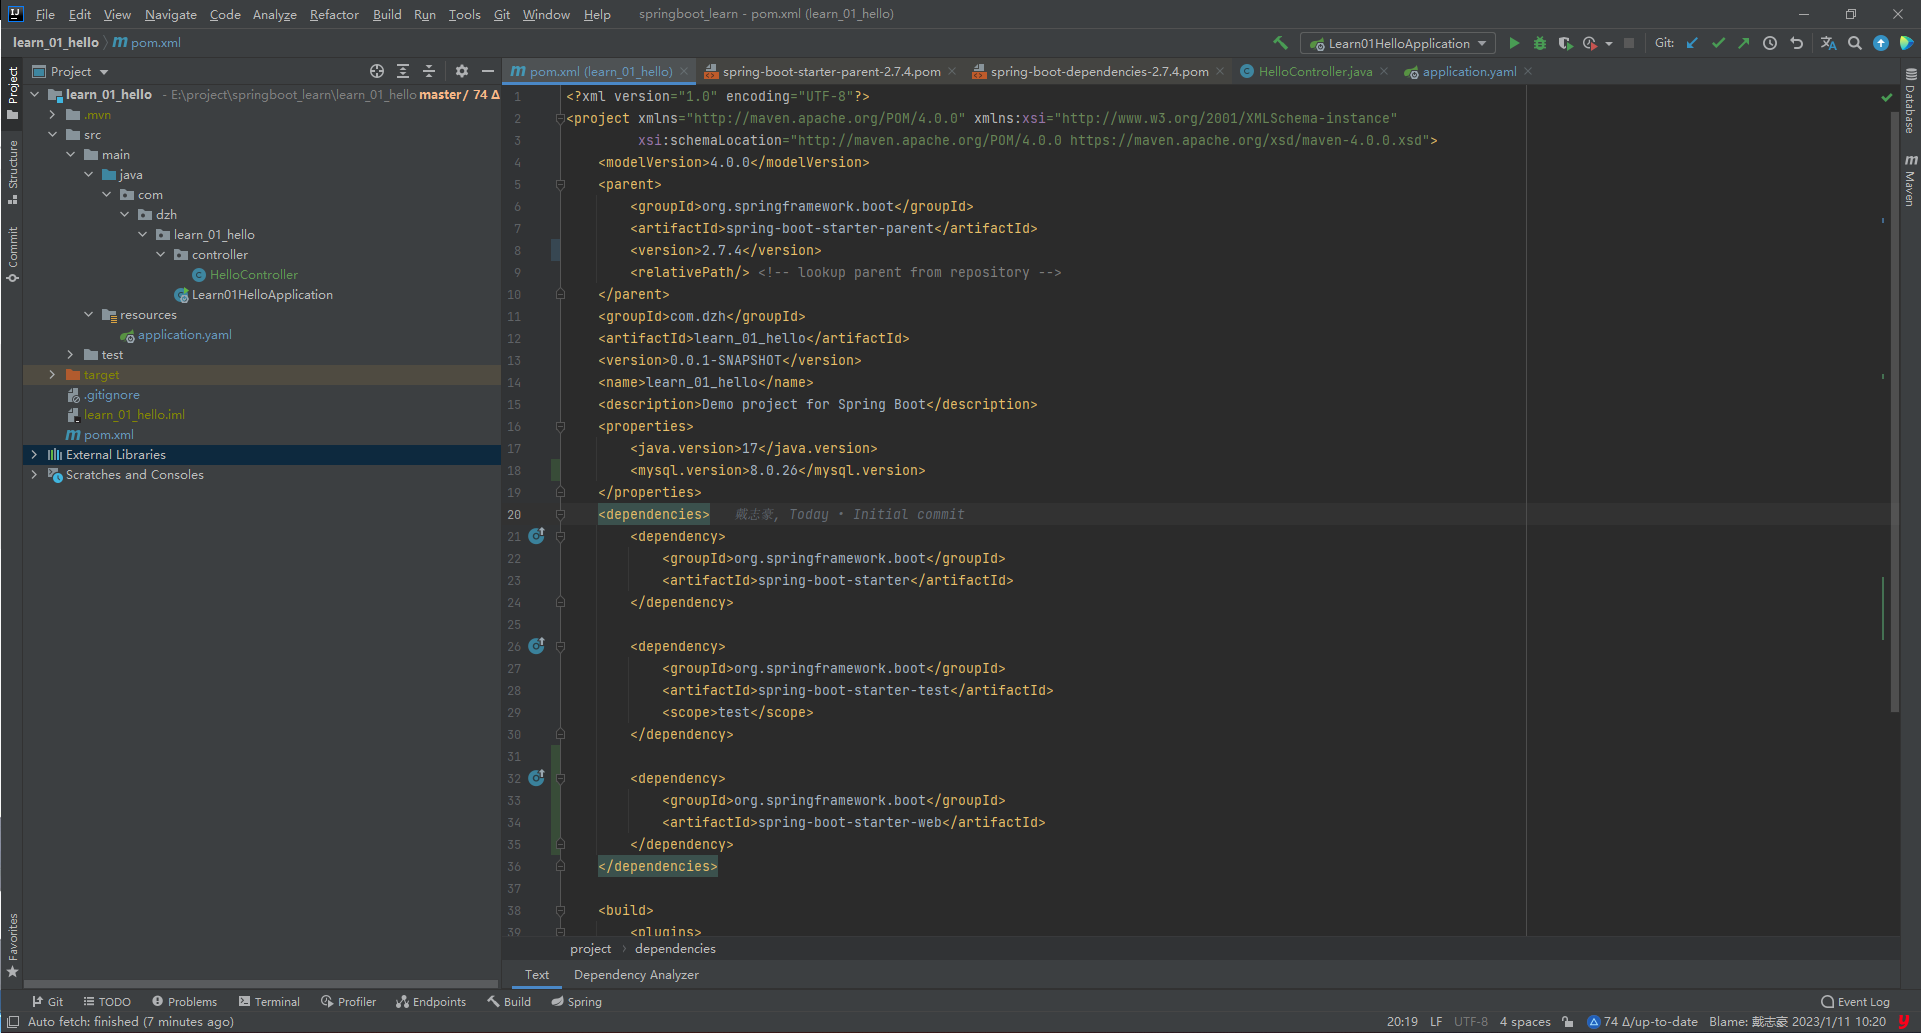 File Edit View Navigate Code Analyze Refactor Build Run Tools Git Window Help springboot_learn - pom.xml (learn_01_hello)
learn_01_hello pom.xml Learn01HelloApplication Git:
Project
pom.xml (learn_01_hello) spring-boot-starter-parent-2.7.4.pom spring-boot-dependencies-2.7.4.pom HelloController.java application.yaml
Project
Structure
Commit
Favorites
learn_01_hello - E:\project\springboot_learn\learn_01_hello master/ 74 Δ
.mvn
src
main
java
com
dzh
learn_01_hello
controller
HelloController
Learn01HelloApplication
resources
application.yaml
test
target
.gitignore
learn_01_hello.iml
pom.xml
External Libraries
Scratches and Consoles
1 <?xml version="1.0" encoding="UTF-8"?>
2 <project xmlns="http://maven.apache.org/POM/4.0.0" xmlns:xsi="http://www.w3.org/2001/XMLSchema-instance"
3 xsi:schemaLocation="http://maven.apache.org/POM/4.0.0 https://maven.apache.org/xsd/maven-4.0.0.xsd">
4 <modelVersion>4.0.0</modelVersion>
5 <parent>
6 <groupId>org.springframework.boot</groupId>
7 <artifactId>spring-boot-starter-parent</artifactId>
8 <version>2.7.4</version>
9 <relativePath/> <!-- lookup parent from repository -->
10 </parent>
11 <groupId>com.dzh</groupId>
12 <artifactId>learn_01_hello</artifactId>
13 <version>0.0.1-SNAPSHOT</version>
14 <name>learn_01_hello</name>
15 <description>Demo project for Spring Boot</description>
16 <properties>
17 <java.version>17</java.version>
18 <mysql.version>8.0.26</mysql.version>
19 </properties>
20 <dependencies> 戴志豪, Today • Initial commit
21 <dependency>
22 <groupId>org.springframework.boot</groupId>
23 <artifactId>spring-boot-starter</artifactId>
24 </dependency>
25
26 <dependency>
27 <groupId>org.springframework.boot</groupId>
28 <artifactId>spring-boot-starter-test</artifactId>
29 <scope>test</scope>
30 </dependency>
31
32 <dependency>
33 <groupId>org.springframework.boot</groupId>
34 <artifactId>spring-boot-starter-web</artifactId>
35 </dependency>
36 </dependencies>
37
38 <build>
39 <plugins>
Database
Maven
project dependencies
Text Dependency Analyzer
Git TODO Problems Terminal Profiler Endpoints Build Spring Event Log
Auto fetch: finished (7 minutes ago) 20:19 LF UTF-8 4 spaces 74 Δ/up-to-date Blame: 戴志豪 2023/1/11 10:20